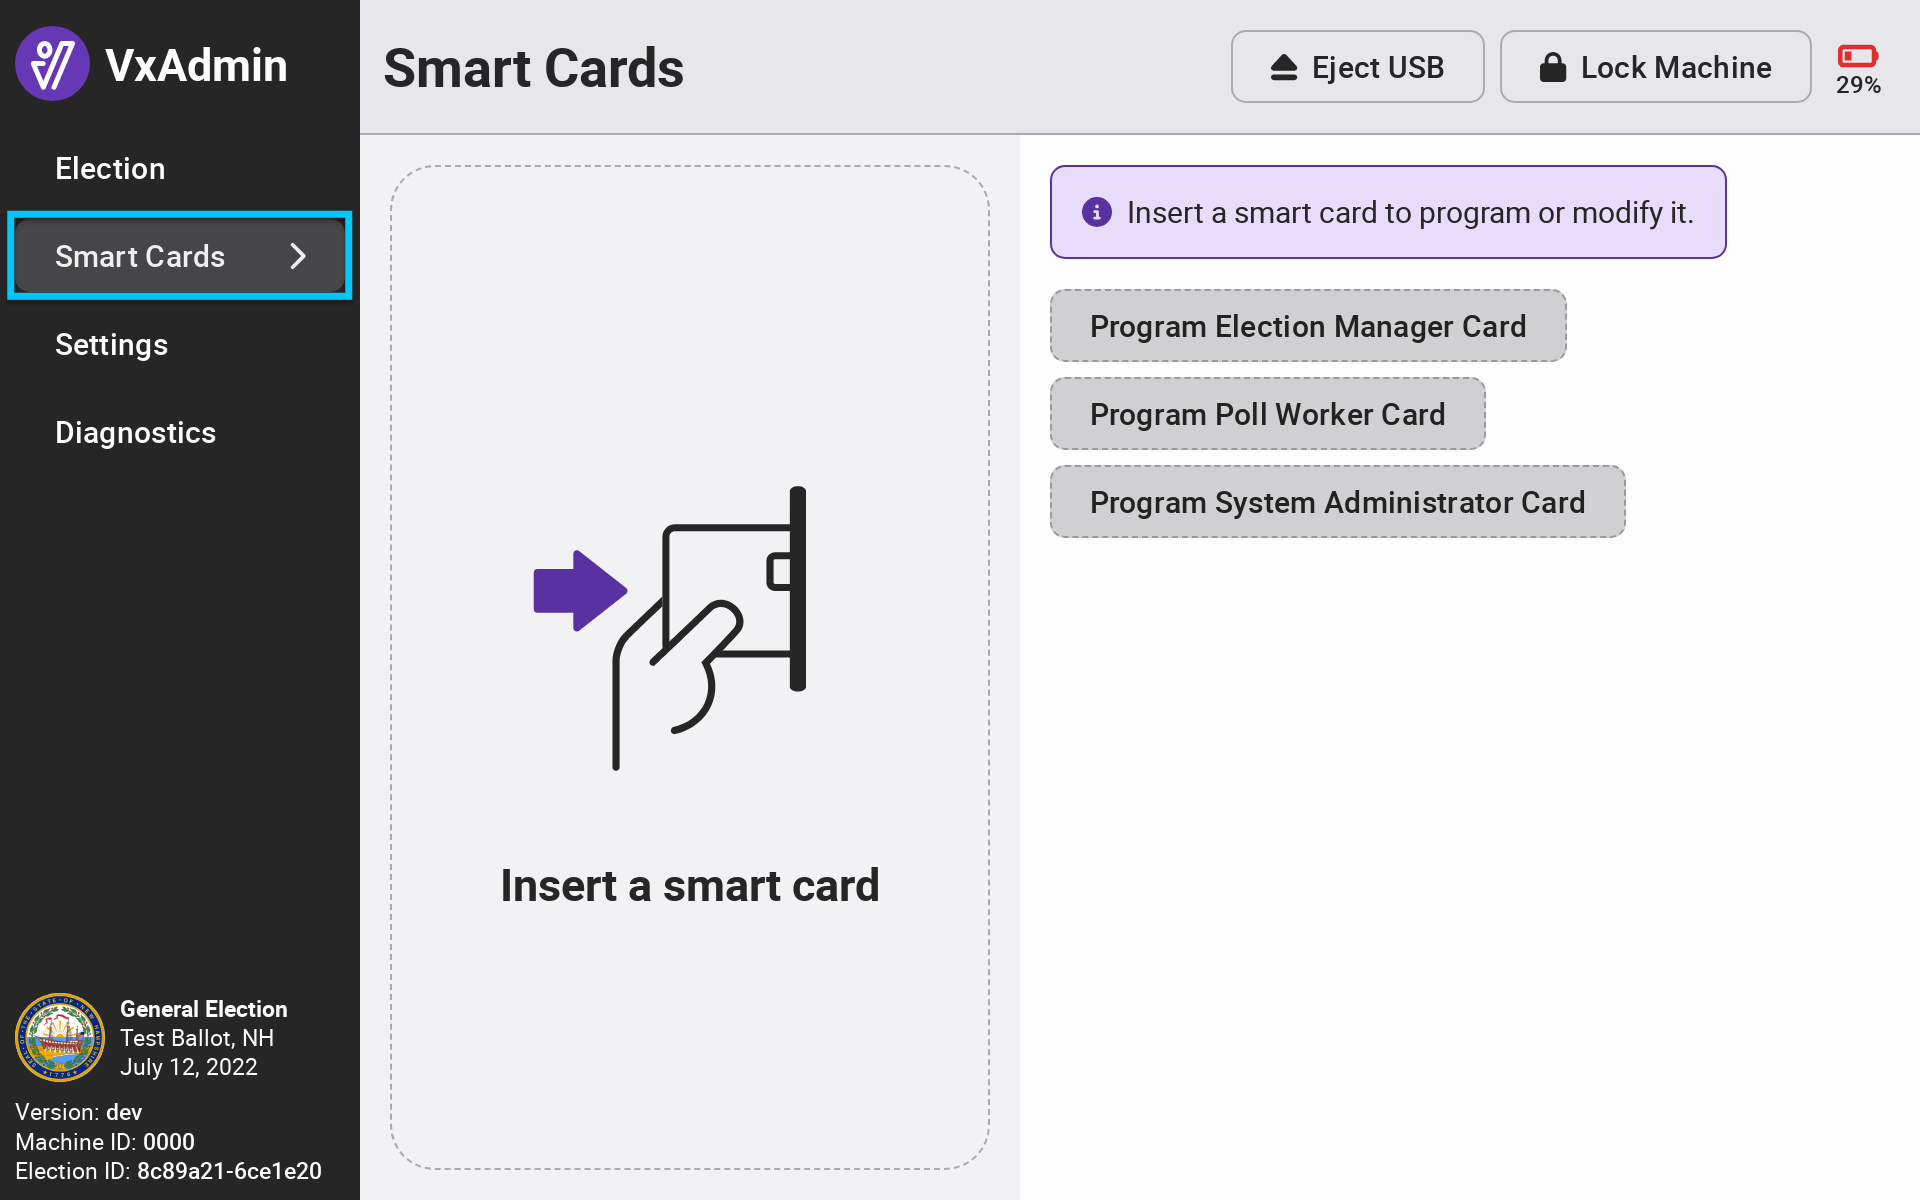 VxAdmin
Election
Smart Cards
Settings
Diagnostics
General Election
Test Ballot, NH
July 12, 2022
Version: dev
Machine ID: 0000
Election ID: 8c89a21-6ce1e20
Smart Cards
Eject USB
Lock Machine
29%
Insert a smart card
Insert a smart card to program or modify it.
Program Election Manager Card
Program Poll Worker Card
Program System Administrator Card